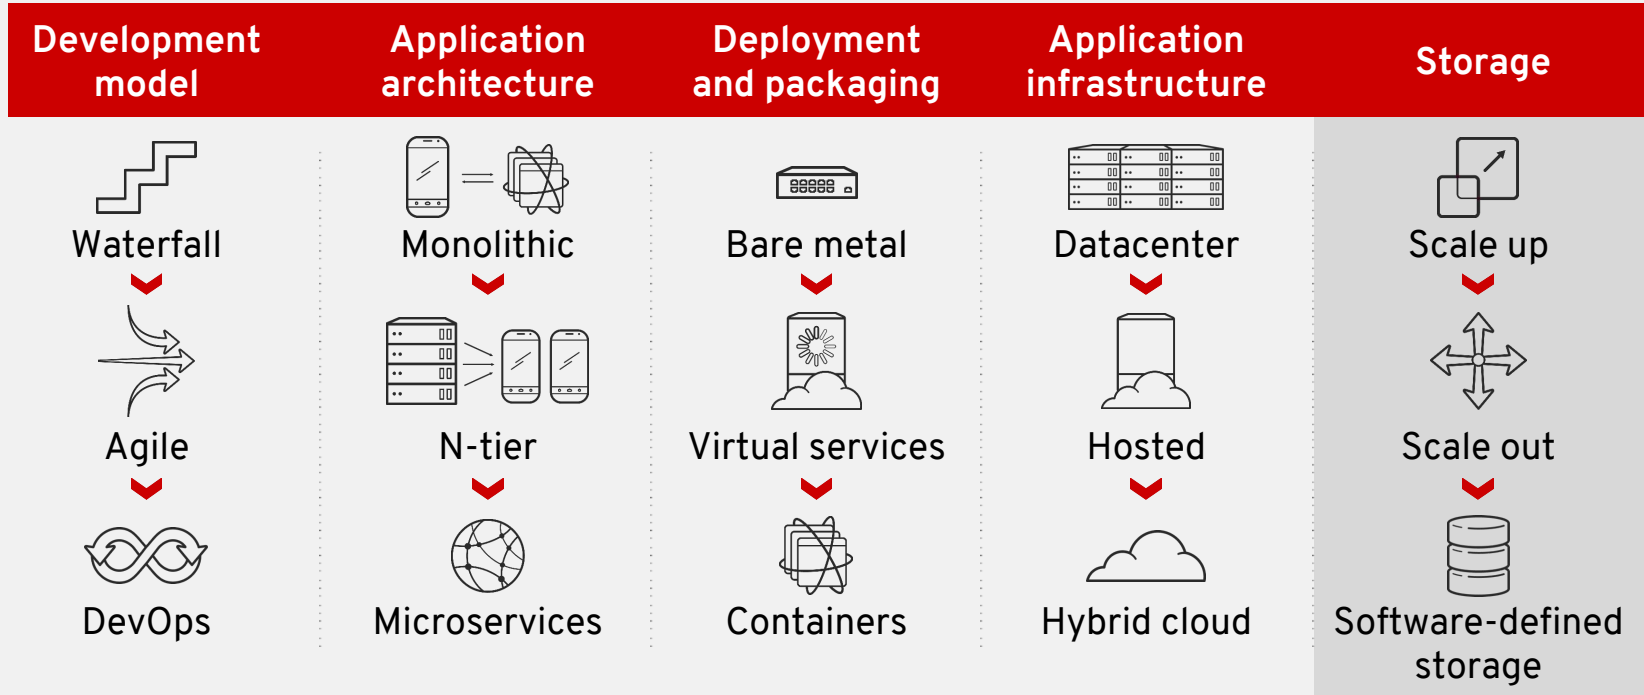 Development
model
Application
architecture
Deployment
and packaging
Application
infrastructure
Storage
Waterfall
Monolithic
Bare metal
Datacenter
Scale up
Agile
N-tier
Virtual services
Hosted
Scale out
DevOps
Microservices
Containers
Hybrid cloud
Software-defined
storage